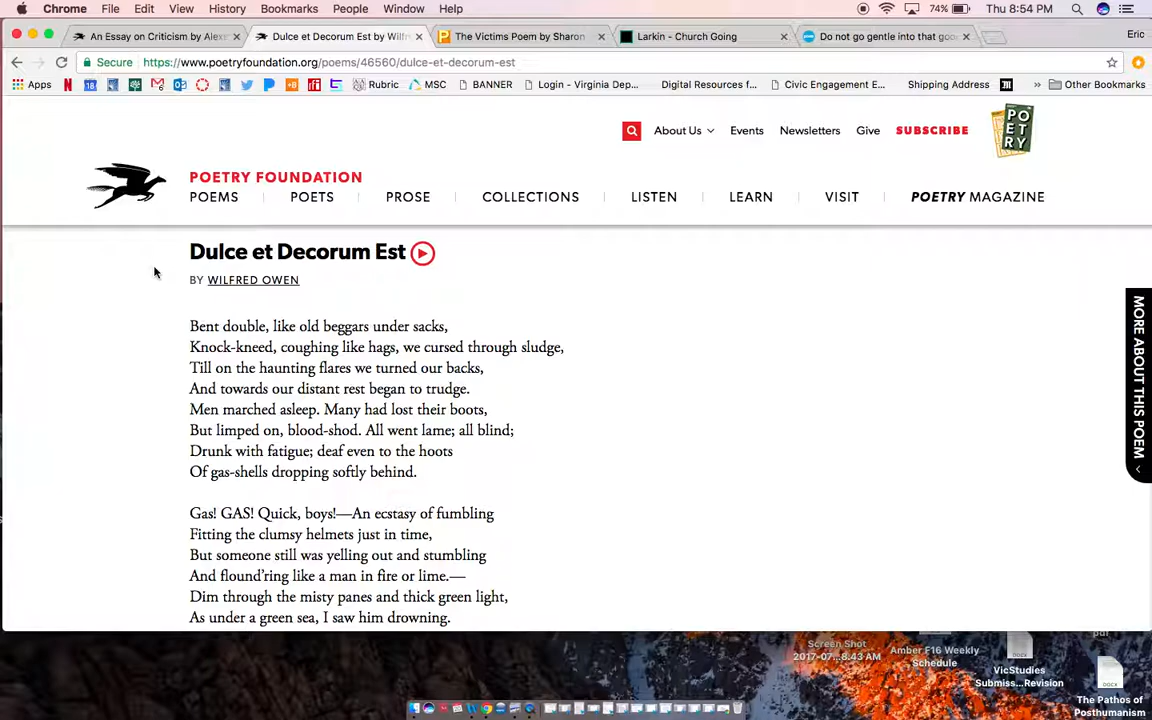 Chrome File Edit View History Bookmarks People Window Help 74% Thu 8:54 PM
An Essay on Criticism by Alex Dulce et Decorum Est by Wilfr The Victims Poem by Sharon Larkin - Church Going Do not go gentle into that goo Eric
Secure https://www.poetryfoundation.org/poems/46560/dulce-et-decorum-est
Apps Rubric MSC BANNER Login - Virginia Dep... Digital Resources f... Civic Engagement E... Shipping Address » Other Bookmarks
About Us Events Newsletters Give SUBSCRIBE
POETRY
POETRY FOUNDATION
POEMS POETS PROSE COLLECTIONS LISTEN LEARN VISIT POETRY MAGAZINE
Dulce et Decorum Est
BY WILFRED OWEN
Bent double, like old beggars under sacks,
Knock-kneed, coughing like hags, we cursed through sludge,
Till on the haunting flares we turned our backs,
And towards our distant rest began to trudge.
Men marched asleep. Many had lost their boots,
But limped on, blood-shod. All went lame; all blind;
Drunk with fatigue; deaf even to the hoots
Of gas-shells dropping softly behind.
Gas! GAS! Quick, boys!—An ecstasy of fumbling
Fitting the clumsy helmets just in time,
But someone still was yelling out and stumbling
And flound'ring like a man in fire or lime.—
Dim through the misty panes and thick green light,
As under a green sea, I saw him drowning.
MORE ABOUT THIS POEM
Screen Shot
2017-07...8.43 AM
Amber F16 Weekly
Schedule
DOCX
VicStudies
Submiss...Revision
pdf
DOCX
The Pathos of
Posthumanism